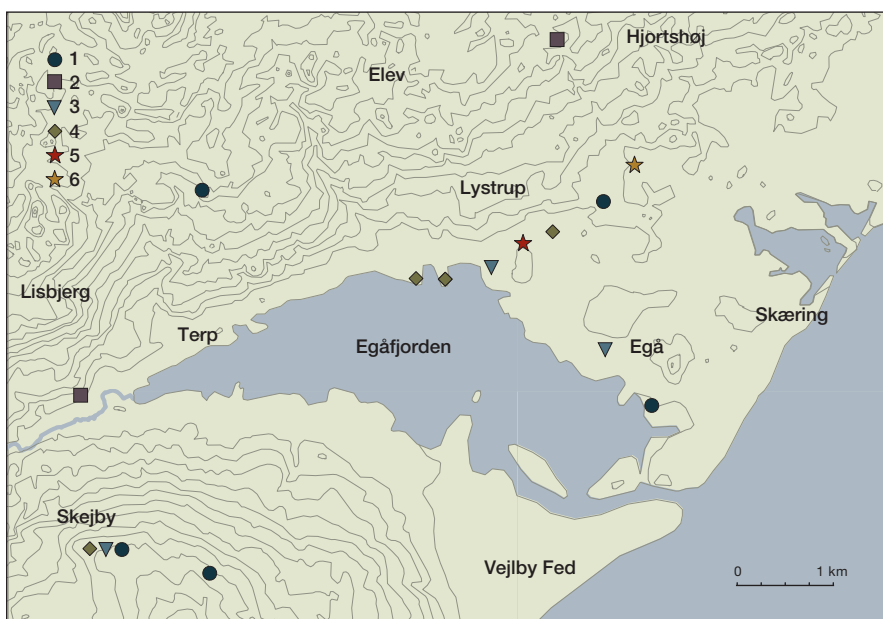 Hjortshøj
1
Elev
2
3
4
5
6
Lystrup
Lisbjerg
Skæring
Terp
Egåfjorden
Egå
Skejby
Vejlby Fed
0 1 km